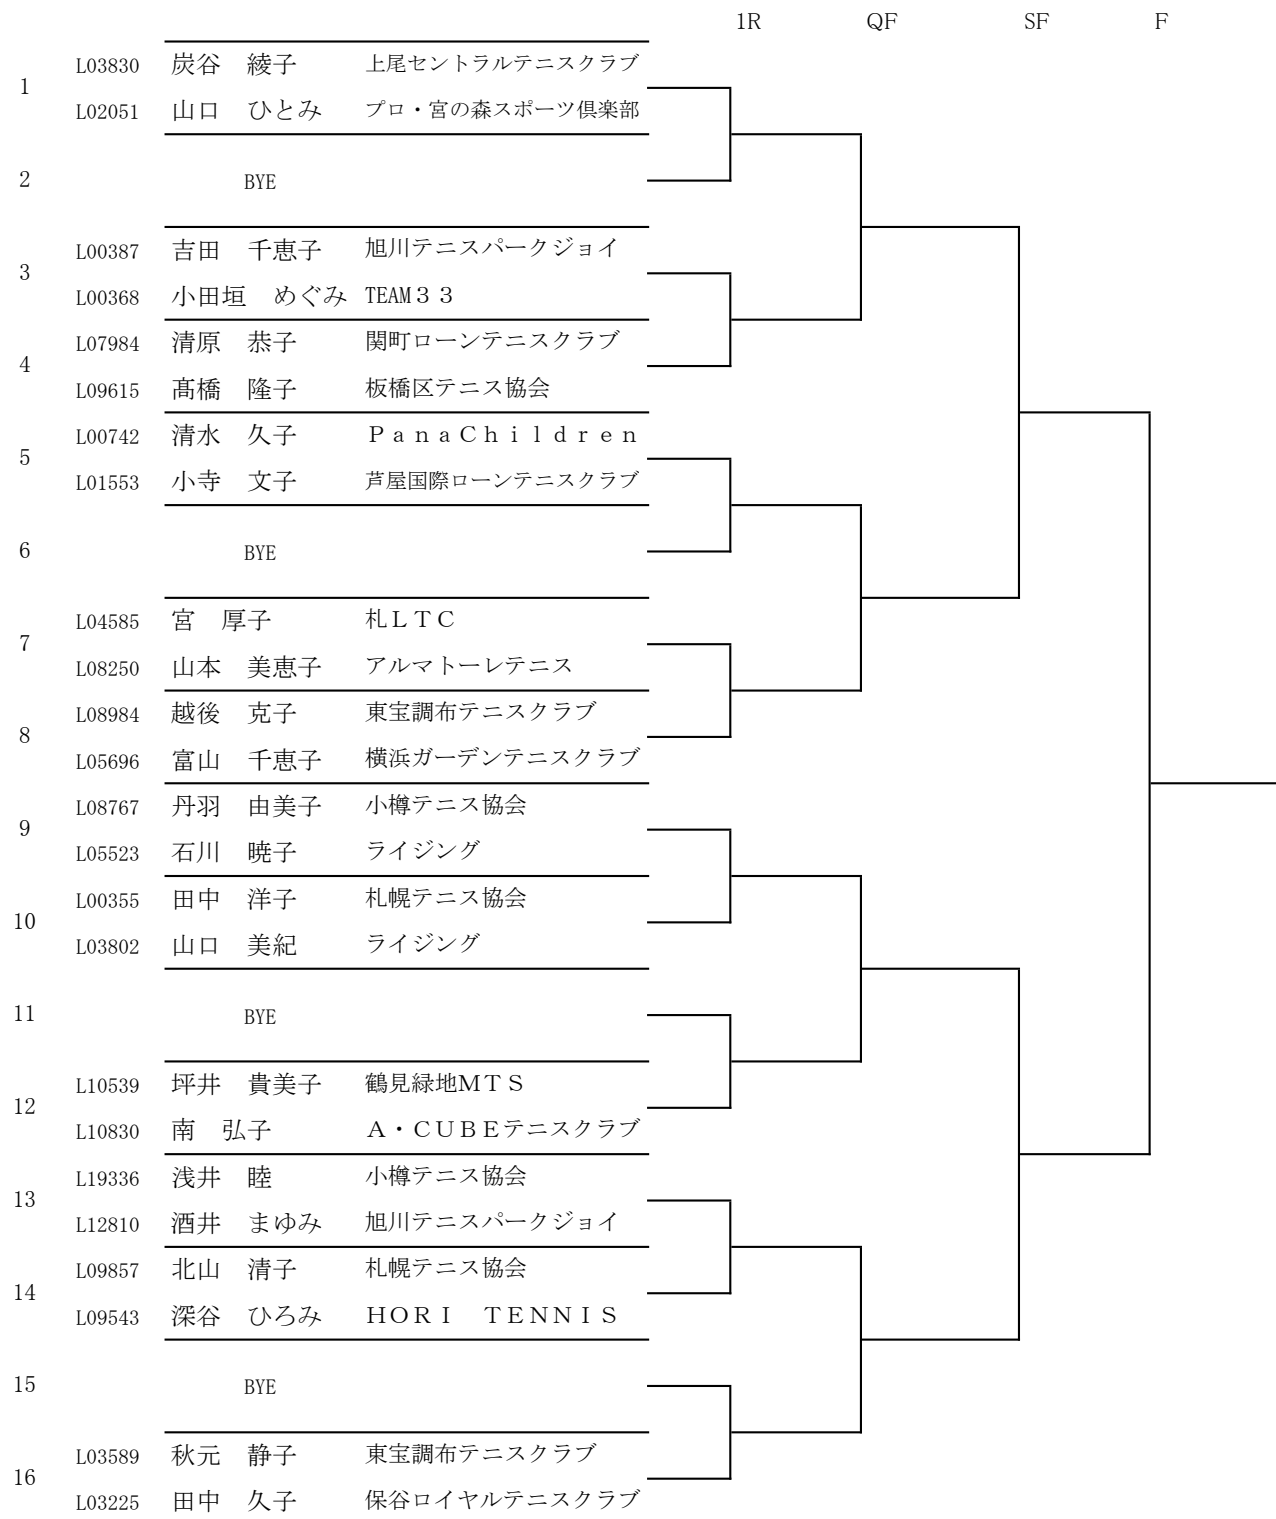 1R QF SF F
L03830 炭谷　綾子 上尾セントラルテニスクラブ
1
L02051 山口　ひとみ プロ・宮の森スポーツ倶楽部
2 BYE
L00387 吉田　千恵子 旭川テニスパークジョイ
3
L00368 小田垣　めぐみ TEAM３３
L07984 清原　恭子 関町ローンテニスクラブ
4
L09615 髙橋　隆子 板橋区テニス協会
L00742 清水　久子 ＰａｎａＣｈｉｌｄｒｅｎ
5
L01553 小寺　文子 芦屋国際ローンテニスクラブ
6 BYE
L04585 宮　厚子 札ＬＴＣ
7
L08250 山本　美恵子 アルマトーレテニス
L08984 越後　克子 東宝調布テニスクラブ
8
L05696 富山　千恵子 横浜ガーデンテニスクラブ
L08767 丹羽　由美子 小樽テニス協会
9
L05523 石川　暁子 ライジング
L00355 田中　洋子 札幌テニス協会
10
L03802 山口　美紀 ライジング
11 BYE
L10539 坪井　貴美子 鶴見緑地ＭＴＳ
12
L10830 南　弘子 Ａ・ＣＵＢＥテニスクラブ
L19336 浅井　睦 小樽テニス協会
13
L12810 酒井　まゆみ 旭川テニスパークジョイ
L09857 北山　清子 札幌テニス協会
14
L09543 深谷　ひろみ ＨＯＲＩ　ＴＥＮＮＩＳ
15 BYE
L03589 秋元　静子 東宝調布テニスクラブ
16
L03225 田中　久子 保谷ロイヤルテニスクラブ